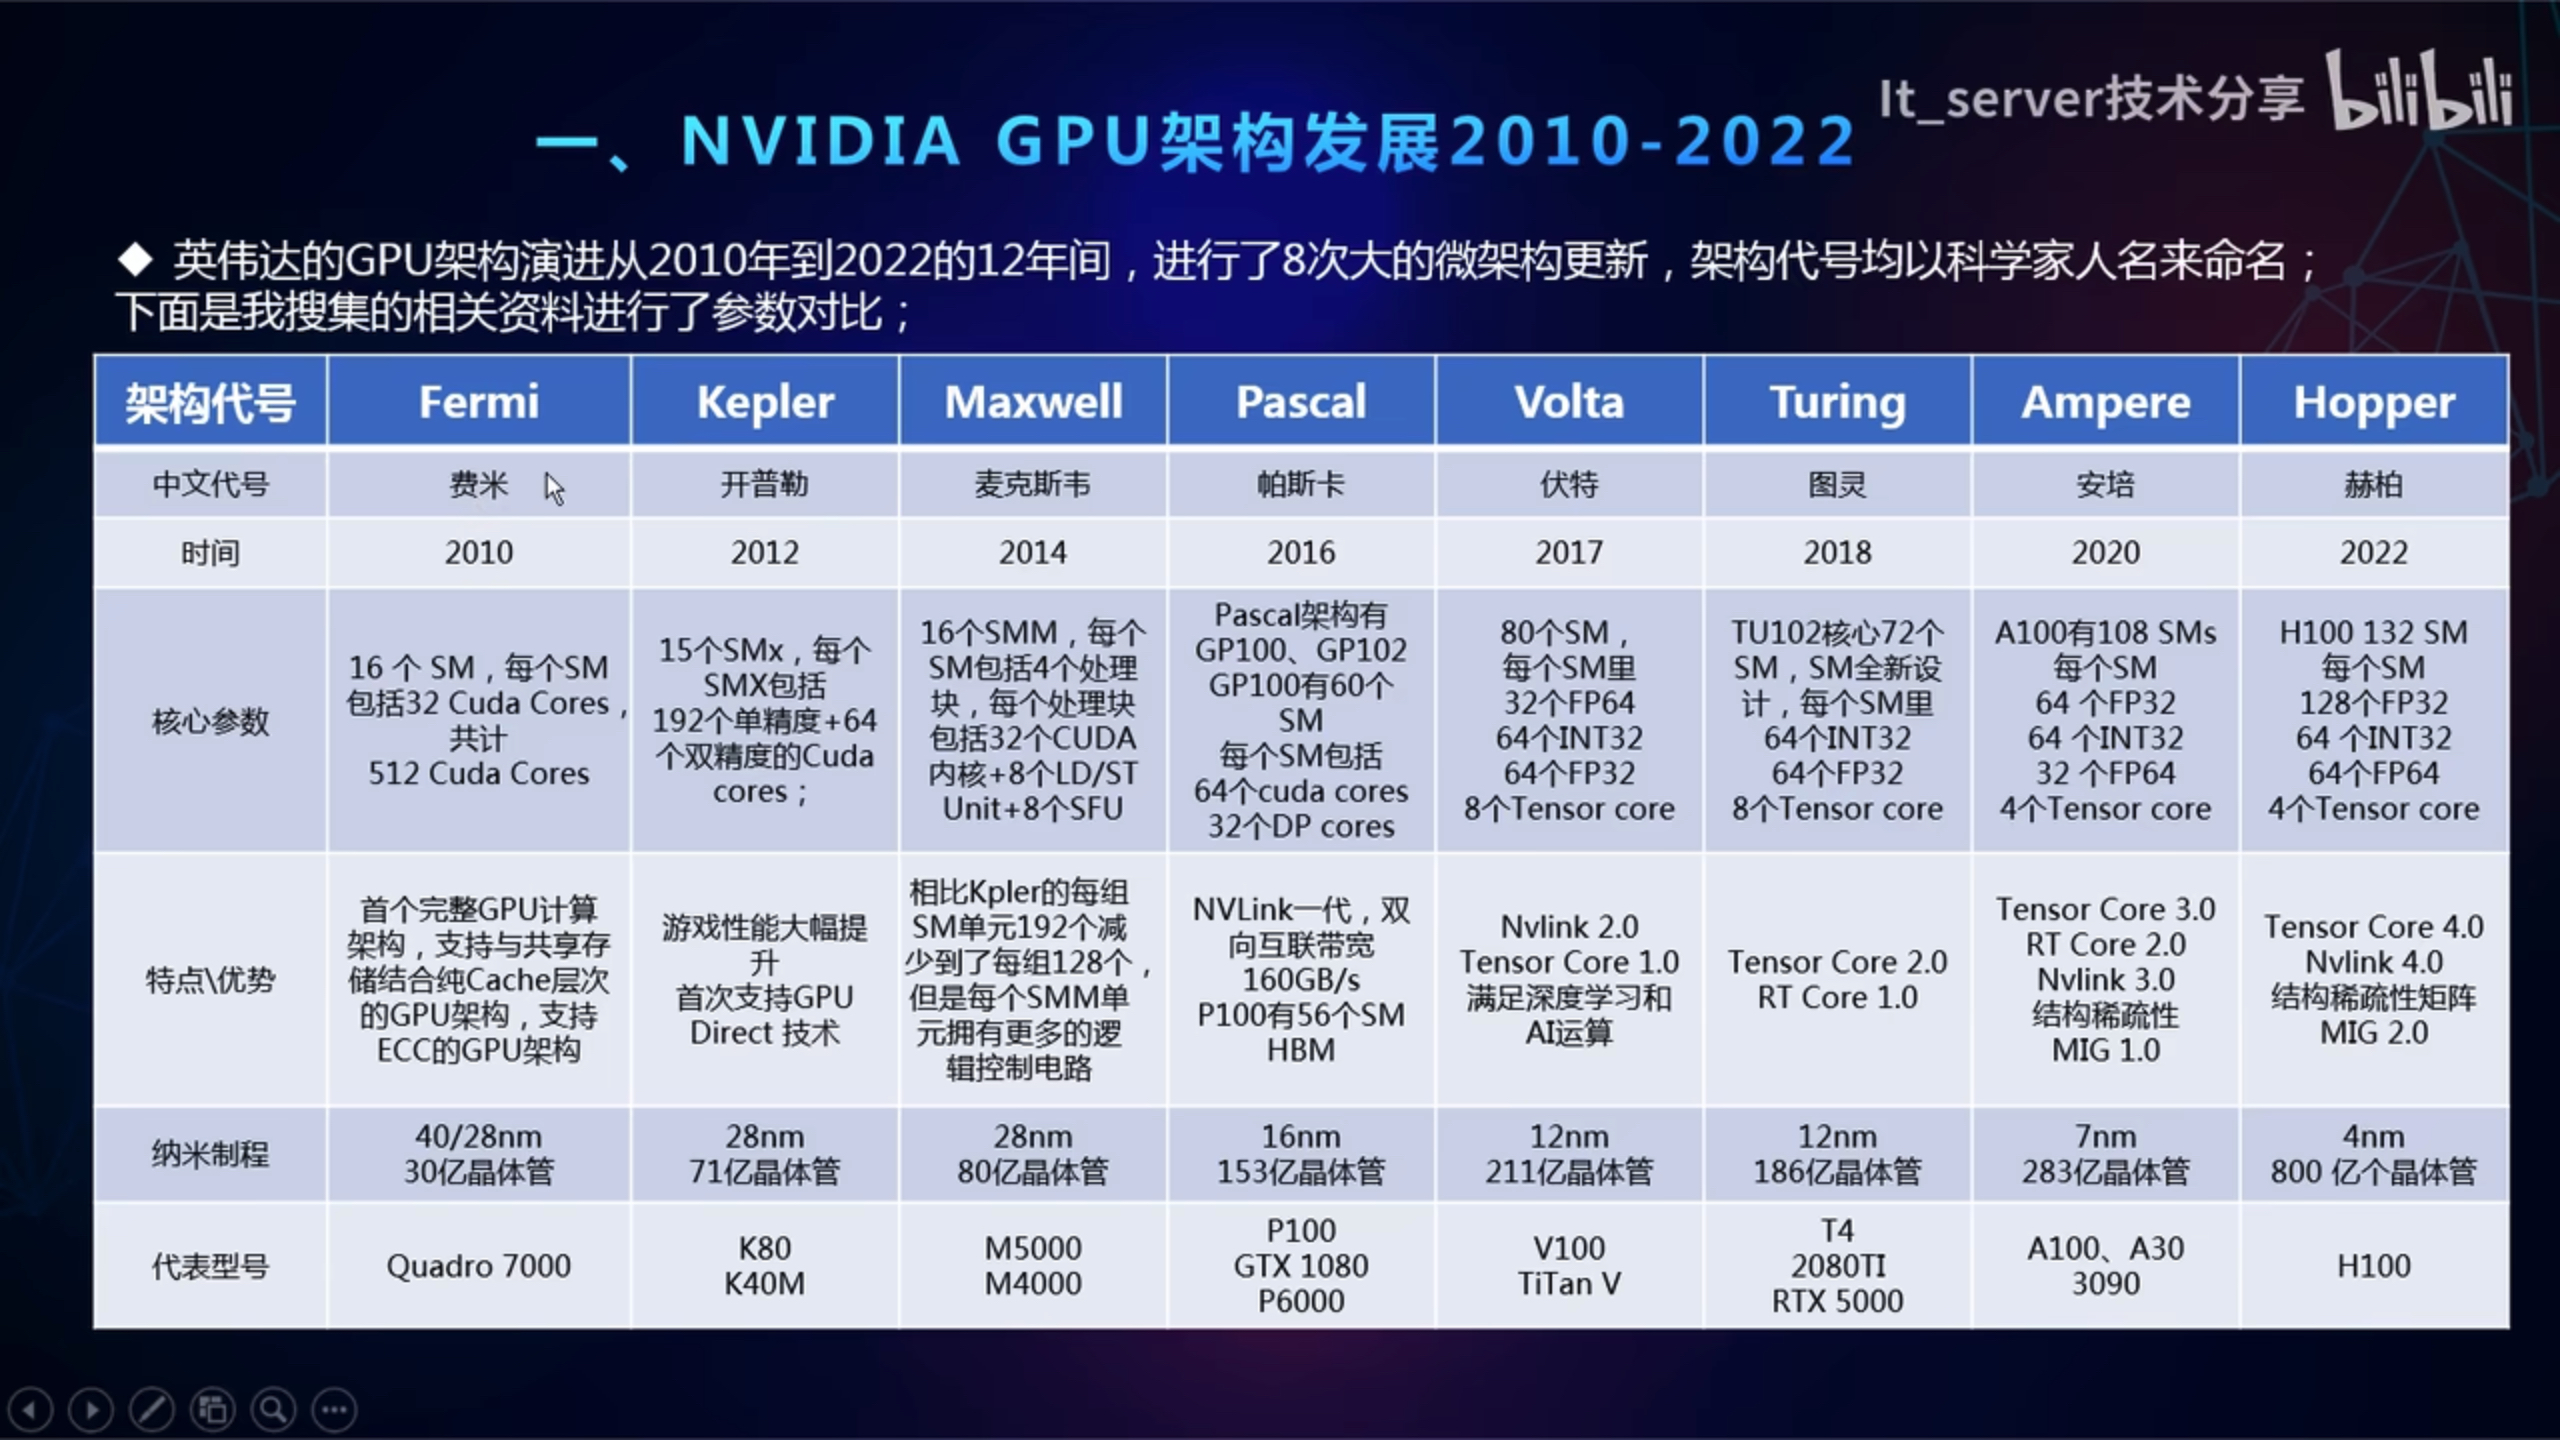 It_server技术分享 bilibili
一、NVIDIA GPU架构发展2010-2022
◆ 英伟达的GPU架构演进从2010年到2022的12年间，进行了8次大的微架构更新，架构代号均以科学家人名来命名；
下面是我搜集的相关资料进行了参数对比；
架构代号 Fermi Kepler Maxwell Pascal Volta Turing Ampere Hopper
中文代号 费米 开普勒 麦克斯韦 帕斯卡 伏特 图灵 安培 赫柏
时间 2010 2012 2014 2016 2017 2018 2020 2022
核心参数
16 个 SM，每个SM
包括32 Cuda Cores，
共计
512 Cuda Cores
15个SMx，每个
SMX包括
192个单精度+64
个双精度的Cuda
cores；
16个SMM，每个
SM包括4个处理
块，每个处理块
包括32个CUDA
内核+8个LD/ST
Unit+8个SFU
Pascal架构有
GP100、GP102
GP100有60个
SM
每个SM包括
64个cuda cores
32个DP cores
80个SM，
每个SM里
32个FP64
64个INT32
64个FP32
8个Tensor core
TU102核心72个
SM，SM全新设
计，每个SM里
64个INT32
64个FP32
8个Tensor core
A100有108 SMs
每个SM
64 个FP32
64 个INT32
32 个FP64
4个Tensor core
H100 132 SM
每个SM
128个FP32
64 个INT32
64个FP64
4个Tensor core
特点\优势
首个完整GPU计算
架构，支持与共享存
储结合纯Cache层次
的GPU架构，支持
ECC的GPU架构
游戏性能大幅提
升
首次支持GPU
Direct 技术
相比Kpler的每组
SM单元192个减
少到了每组128个，
但是每个SMM单
元拥有更多的逻
辑控制电路
NVLink一代，双
向互联带宽
160GB/s
P100有56个SM
HBM
Nvlink 2.0
Tensor Core 1.0
满足深度学习和
AI运算
Tensor Core 2.0
RT Core 1.0
Tensor Core 3.0
RT Core 2.0
Nvlink 3.0
结构稀疏性
MIG 1.0
Tensor Core 4.0
Nvlink 4.0
结构稀疏性矩阵
MIG 2.0
纳米制程
40/28nm
30亿晶体管
28nm
71亿晶体管
28nm
80亿晶体管
16nm
153亿晶体管
12nm
211亿晶体管
12nm
186亿晶体管
7nm
283亿晶体管
4nm
800 亿个晶体管
代表型号
Quadro 7000
K80
K40M
M5000
M4000
P100
GTX 1080
P6000
V100
TiTan V
T4
2080TI
RTX 5000
A100、A30
3090
H100